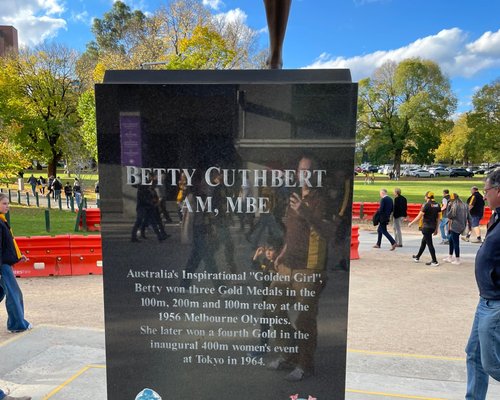 BETTY CUTHBERT
AM, MBE
Australia's Inspirational "Golden Girl",
Betty won three Gold Medals in the
100m, 200m and 100m relay at the
1956 Melbourne Olympics.
She later won a fourth Gold in the
inaugural 400m women's event
at Tokyo in 1964.